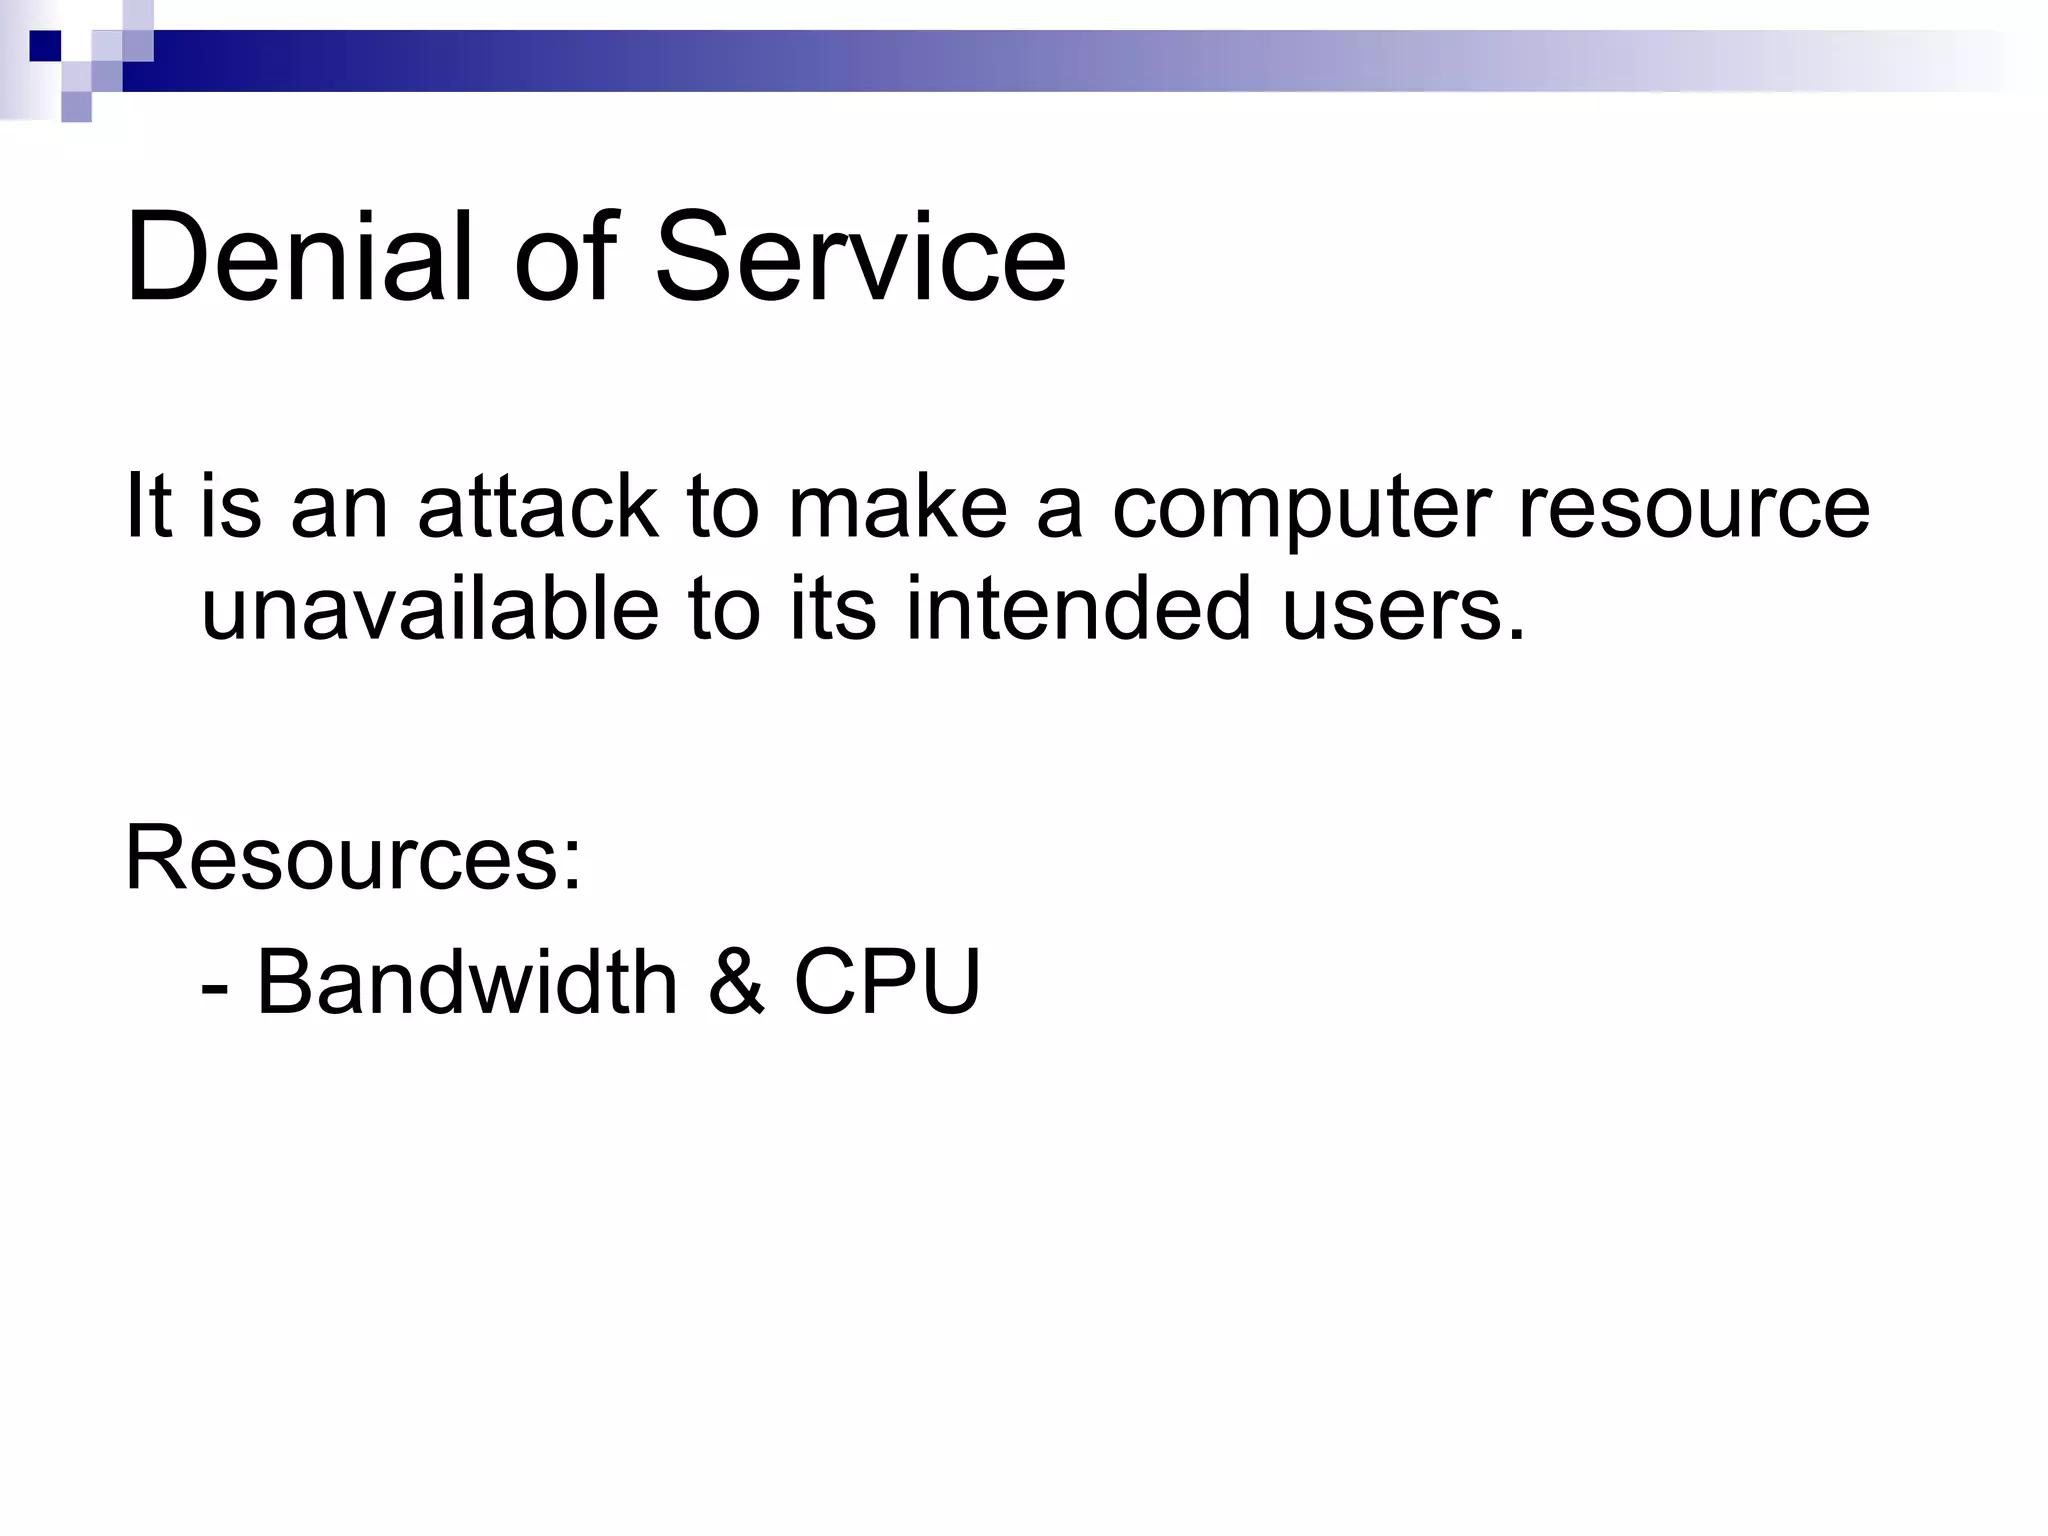 Denial of Service
It is an attack to make a computer resource
unavailable to its intended users.
Resources:
- Bandwidth & CPU